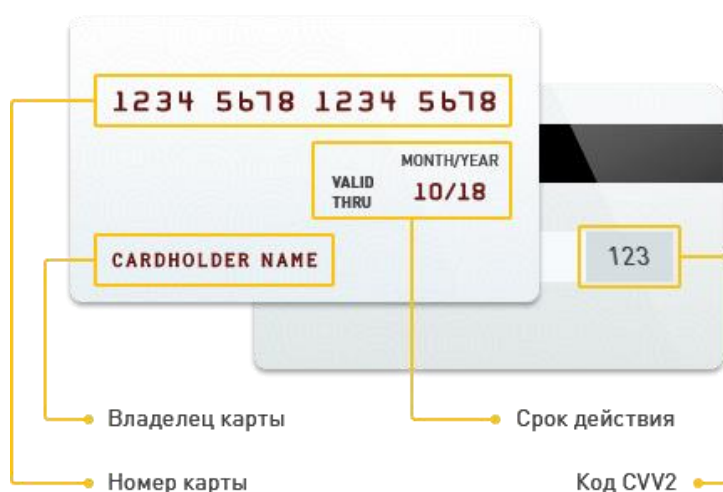 1234 5678 1234 5678
MONTH/YEAR
VALID THRU 10/18
CARDHOLDER NAME
123
Владелец карты
Срок действия
Номер карты
Код CVV2